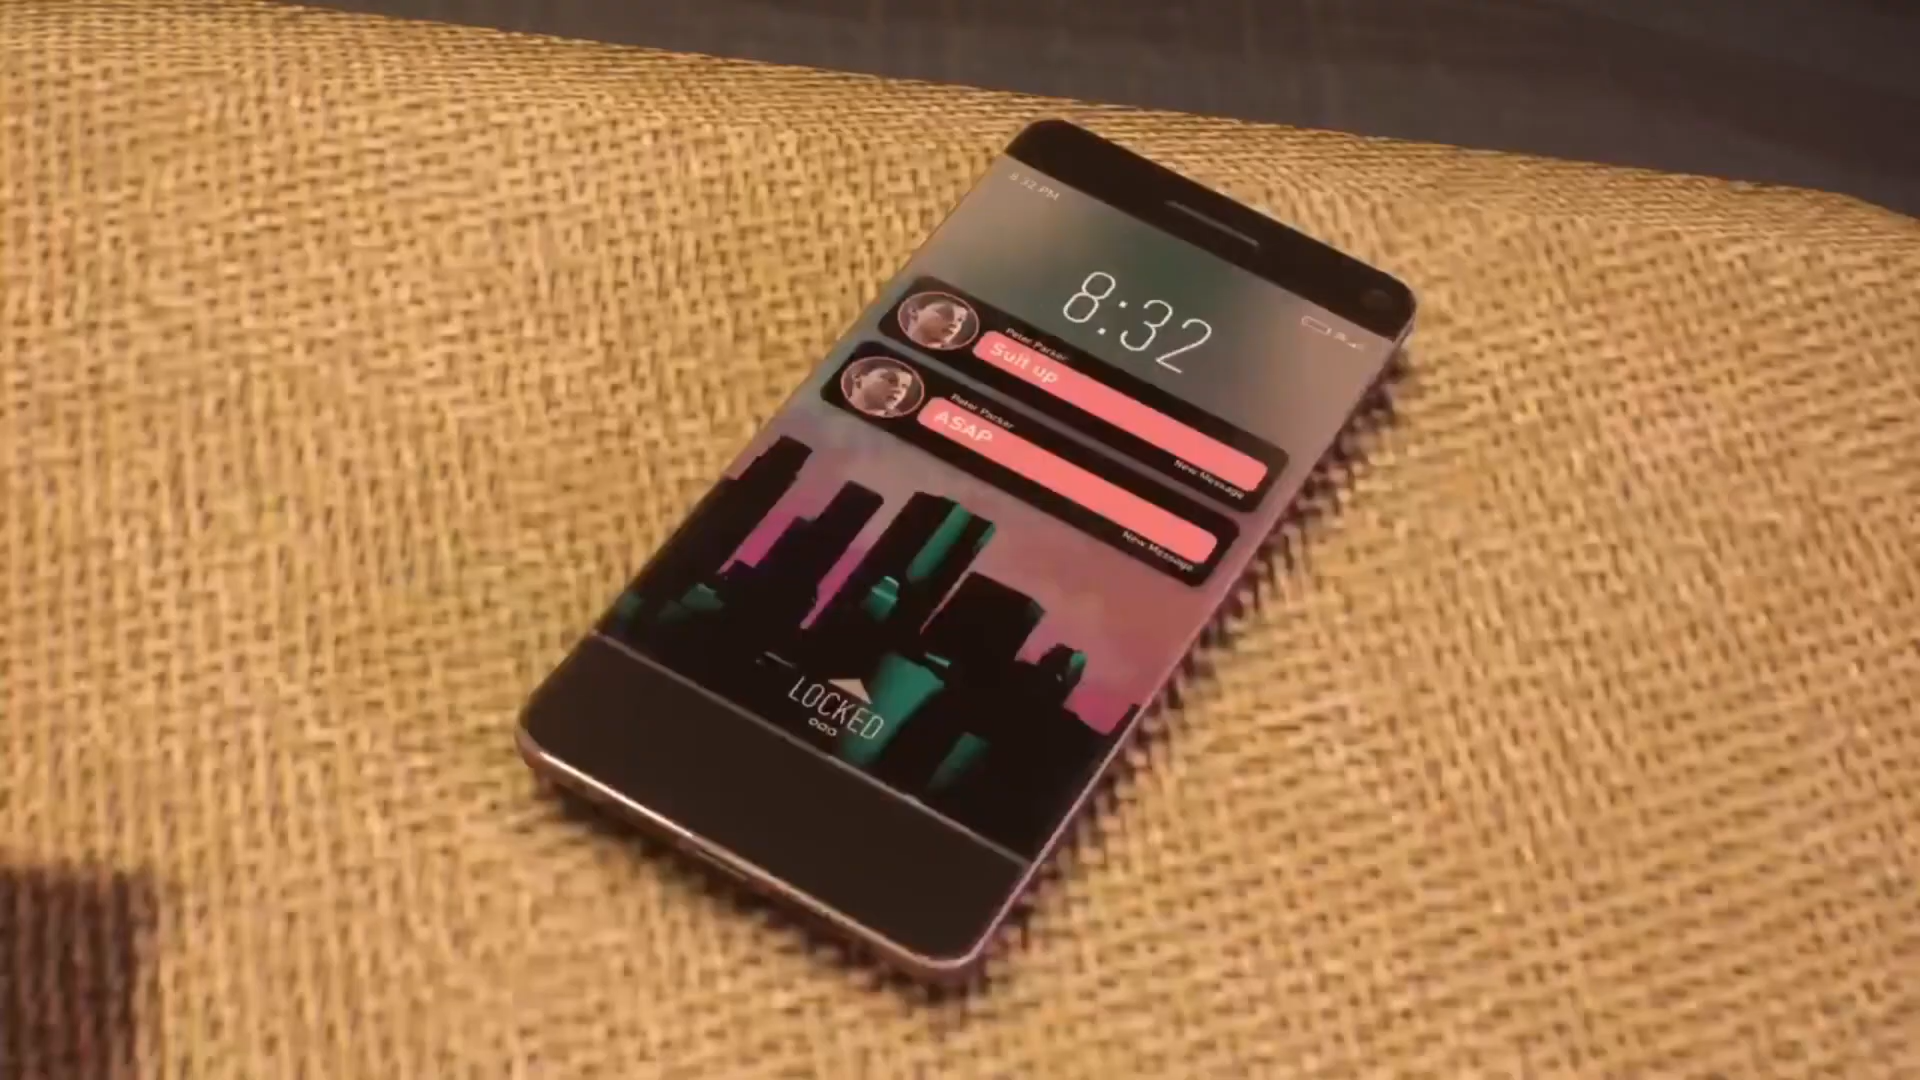 8:32 PM
8:32
Peter Parker
Suit up
New Message
Peter Parker
ASAP
New Message
LOCKED